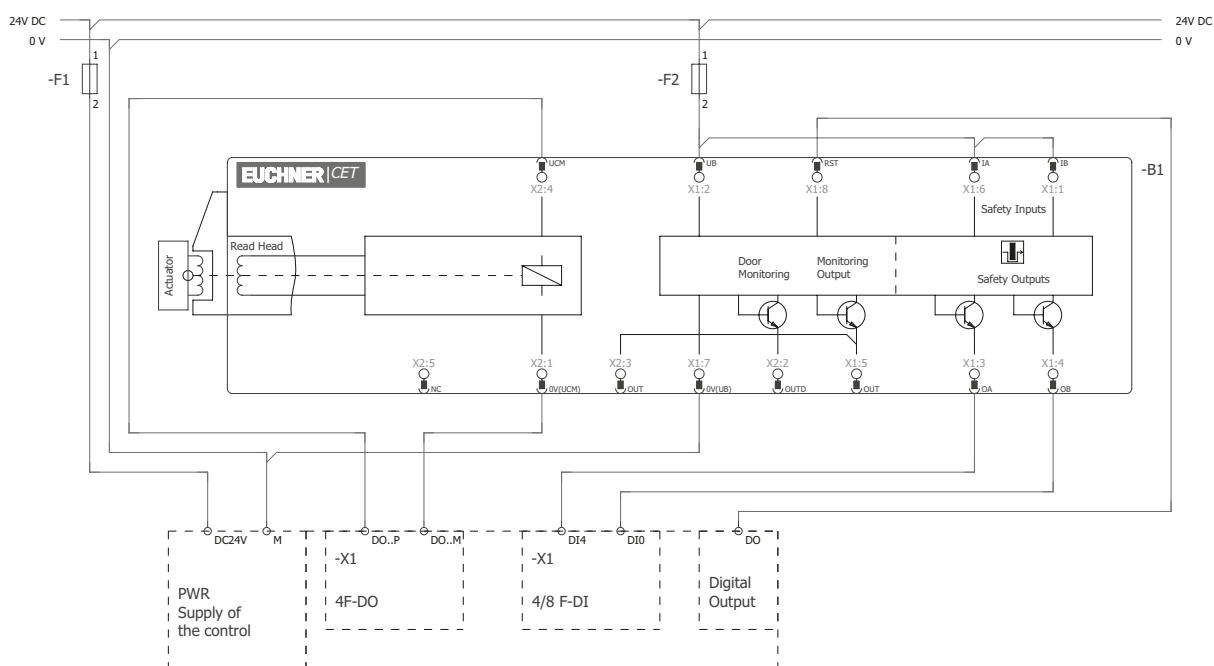 24V DC
24V DC
0 V
0 V
1
1
-F1
-F2
2
2
EUCHNER CET
UCM
UB
RST
IA
IB
-B1
X2:4
X1:2
X1:8
X1:6
X1:1
Safety Inputs
Read Head
Actuator
Door
Monitoring
Monitoring
Output
Safety Outputs
X2:5
X2:1
X2:3
X1:7
X2:2
X1:5
X1:3
X1:4
NC
0V(UCM)
OUT
0V(UB)
OUTD
OUT
OA
OB
DC24V
M
DO..P
DO..M
DI4
DI0
DO
-X1
-X1
PWR
Supply of
the control
4F-DO
4/8 F-DI
Digital
Output